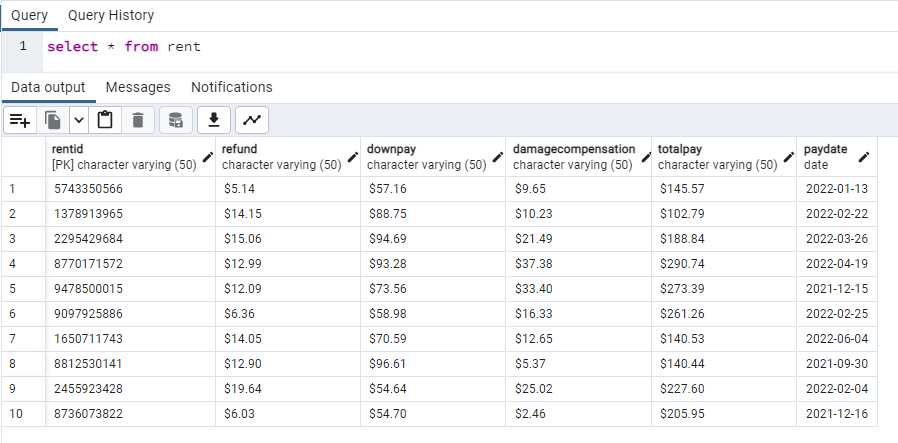 Query Query History
1 select * from rent
Data output Messages Notifications
rentid refund downpay damagecompensation totalpay paydate
[PK] character varying (50) character varying (50) character varying (50) character varying (50) character varying (50) date
1 5743350566 $5.14 $57.16 $9.65 $145.57 2022-01-13
2 1378913965 $14.15 $88.75 $10.23 $102.79 2022-02-22
3 2295429684 $15.06 $94.69 $21.49 $188.84 2022-03-26
4 8770171572 $12.99 $93.28 $37.38 $290.74 2022-04-19
5 9478500015 $12.09 $73.56 $33.40 $273.39 2021-12-15
6 9097925886 $6.36 $58.98 $16.33 $261.26 2022-02-25
7 1650711743 $14.05 $70.59 $12.65 $140.53 2022-06-04
8 8812530141 $12.90 $96.61 $5.37 $140.44 2021-09-30
9 2455923428 $19.64 $54.64 $25.02 $227.60 2022-02-04
10 8736073822 $6.03 $54.70 $2.46 $205.95 2021-12-16